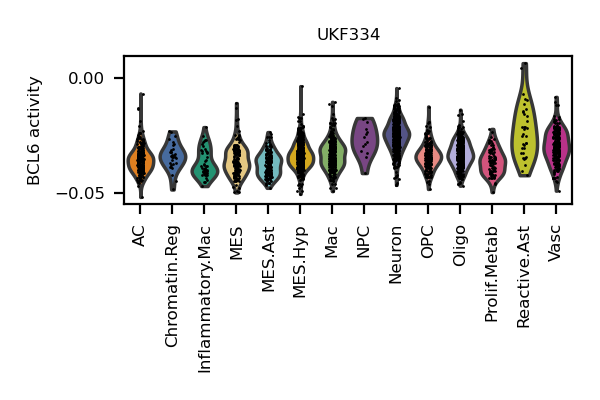 UKF334
BCL6 activity
0.00
−0.05
AC
Chromatin.Reg
Inflammatory.Mac
MES
MES.Ast
MES.Hyp
Mac
NPC
Neuron
OPC
Oligo
Prolif.Metab
Reactive.Ast
Vasc